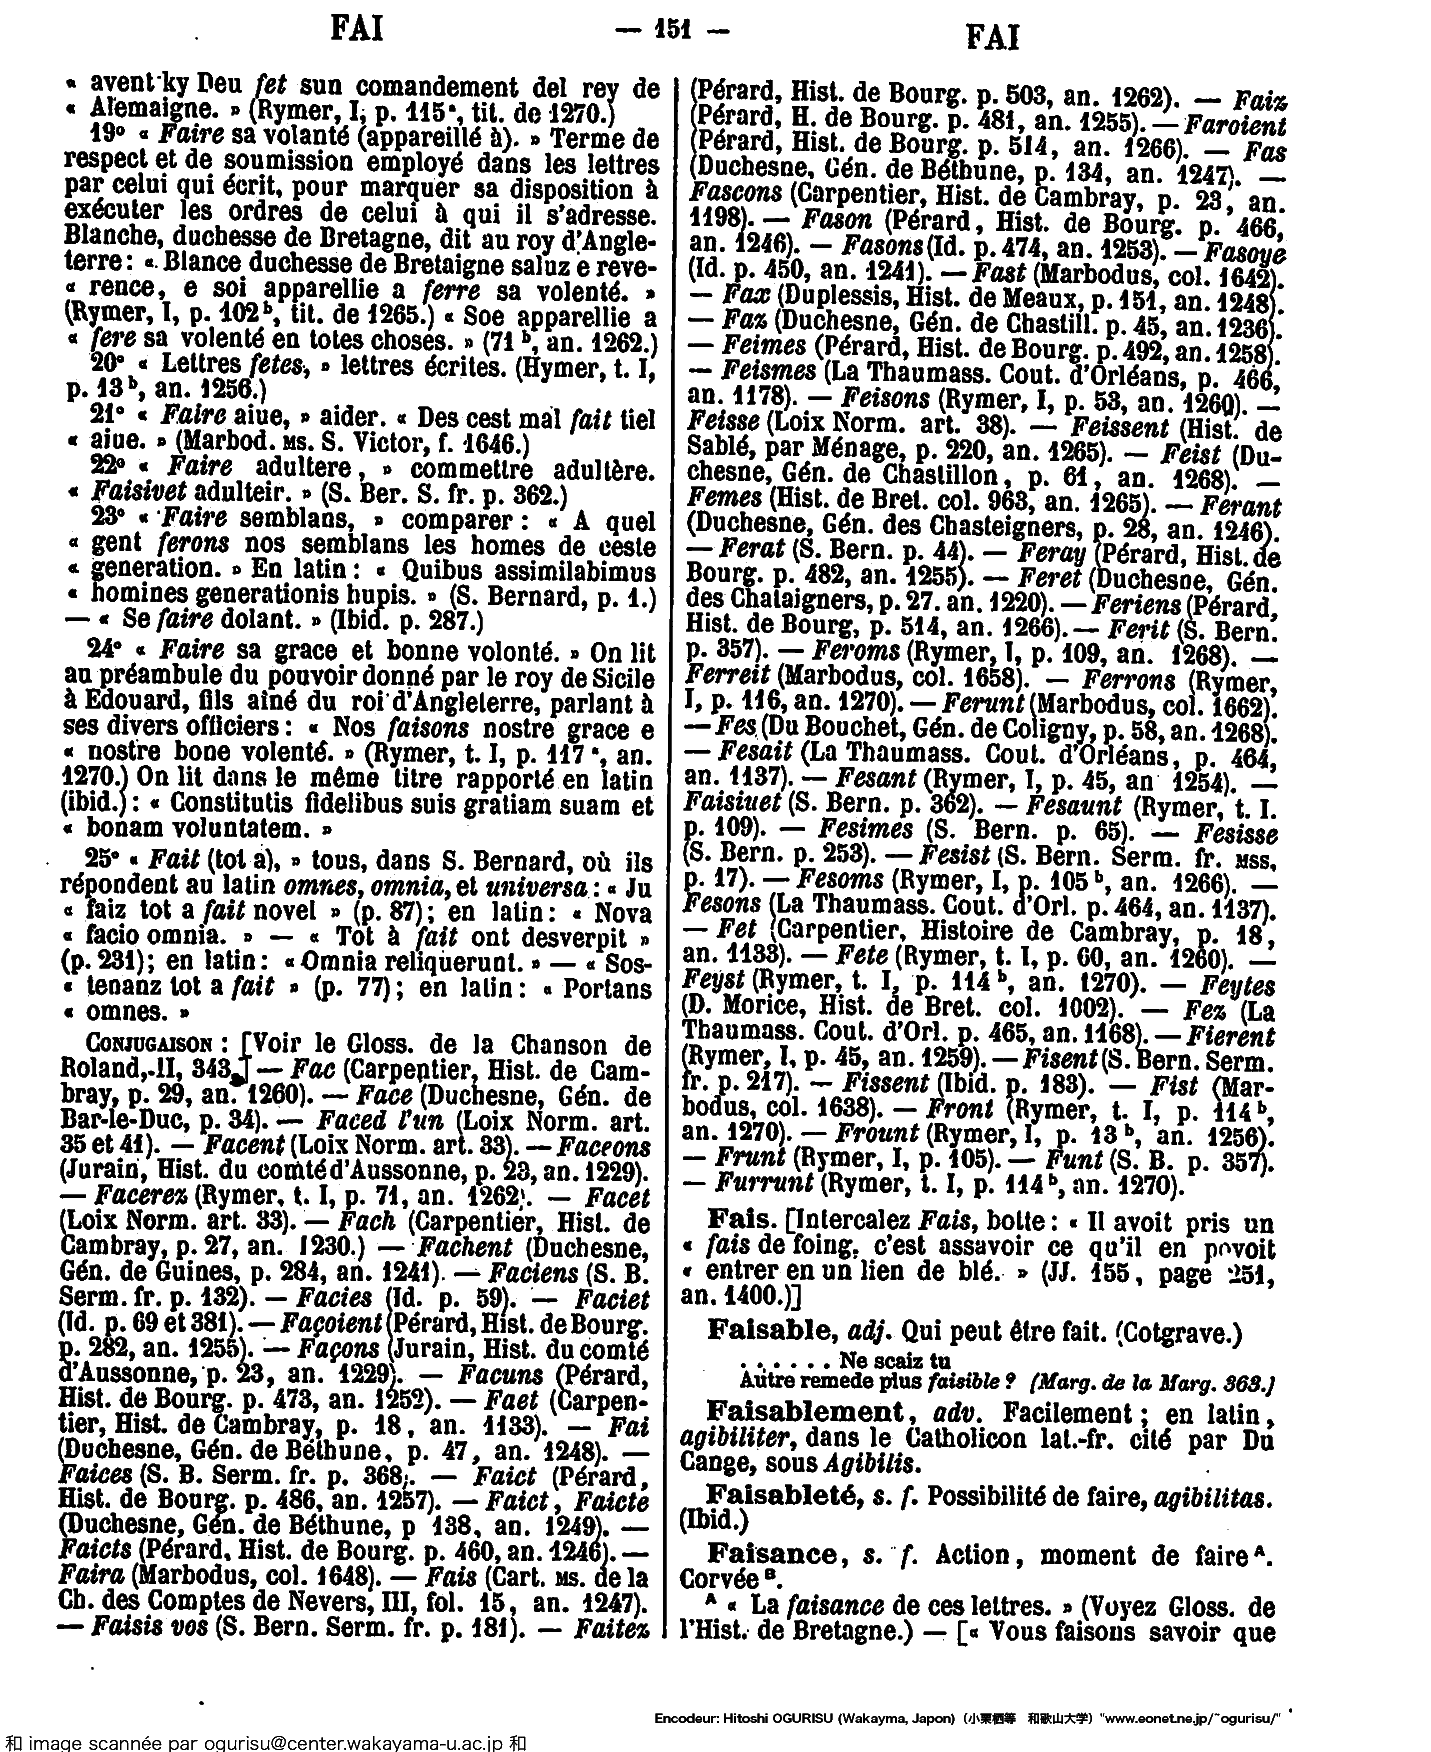 FAI
— 151 —
FAI
« avent ky Deu fet sun comandement del rey de
« Alemaigne. » (Rymer, I, p. 115ᵃ, tit. de 1270.)
19° « Faire sa volanté (appareillé à). » Terme de
respect et de soumission employé dans les lettres
par celui qui écrit, pour marquer sa disposition à
exécuter les ordres de celui à qui il s'adresse.
Blanche, duchesse de Bretagne, dit au roy d'Angle-
terre : « Blance duchesse de Bretaigne saluz e reve-
« rence, e soi apparellie a ferre sa volenté. »
(Rymer, I, p. 102ᵇ, tit. de 1265.) « Soe apparellie a
« fere sa volenté en totes choses. » (71ᵇ, an. 1262.)
20° « Lettres fetes, » lettres écrites. (Hymer, t. I,
p. 13ᵇ, an. 1256.)
21° « Faire aiue, » aider. « Des cest mal fait tiel
« aiue. » (Marbod. MS. S. Victor, f. 1646.)
22° « Faire adultere, » commettre adultère.
« Faisivet adulteir. » (S. Ber. S. fr. p. 362.)
23° « Faire semblans, » comparer : « A quel
« gent ferons nos semblans les homes de ceste
« generation. » En latin : « Quibus assimilabimus
« homines generationis hupis. » (S. Bernard, p. 1.)
— « Se faire dolant. » (Ibid. p. 287.)
24° « Faire sa grace et bonne volonté. » On lit
au préambule du pouvoir donné par le roy de Sicile
à Edouard, fils aîné du roi d'Angleterre, parlant à
ses divers officiers : « Nos faisons nostre grace e
« nostre bone volenté. » (Rymer, t. I, p. 117ᵃ, an.
1270.) On lit dans le même titre rapporté en latin
(ibid.) : « Constitutis fidelibus suis gratiam suam et
« bonam voluntatem. »
25° « Fait (tot a), » tous, dans S. Bernard, où ils
répondent au latin omnes, omnia, et universa : « Ju
« faiz tot a fait novel » (p. 87); en latin : « Nova
« facio omnia. » — « Tot à fait ont desverpit »
(p. 231); en latin : « Omnia reliquerunt. » — « Sos-
« tenanz tot a fait » (p. 77); en latin : « Portans
« omnes. »
CONJUGAISON : [Voir le Gloss. de la Chanson de
Roland, II, 343.] — Fac (Carpentier, Hist. de Cam-
bray, p. 29, an. 1260). — Face (Duchesne, Gén. de
Bar-le-Duc, p. 34). — Faced l'un (Loix Norm. art.
35 et 41). — Facent (Loix Norm. art. 33). — Faceons
(Jurain, Hist. du comté d'Aussonne, p. 23, an. 1229).
— Facerez (Rymer, t. I, p. 71, an. 1262). — Facet
(Loix Norm. art. 33). — Fach (Carpentier, Hist. de
Cambray, p. 27, an. 1230.) — Fachent (Duchesne,
Gén. de Guines, p. 284, an. 1241). — Faciens (S. B.
Serm. fr. p. 132). — Facies (Id. p. 59). — Faciet
(Id. p. 69 et 381). — Façoient (Pérard, Hist. de Bourg.
p. 282, an. 1255). — Façons (Jurain, Hist. du comté
d'Aussonne, p. 23, an. 1229). — Facuns (Pérard,
Hist. de Bourg. p. 473, an. 1252). — Faet (Carpen-
tier, Hist. de Cambray, p. 18, an. 1133). — Fai
(Duchesne, Gén. de Béthune, p. 47, an. 1248). —
Faices (S. B. Serm. fr. p. 368). — Faict (Pérard,
Hist. de Bourg. p. 486, an. 1257). — Faict, Faicte
(Duchesne, Gén. de Béthune, p 138, an. 1249). —
Faicts (Pérard, Hist. de Bourg. p. 460, an. 1246). —
Faira (Marbodus, col. 1648). — Fais (Cart. MS. de la
Ch. des Comptes de Nevers, III, fol. 15, an. 1247).
— Faisis vos (S. Bern. Serm. fr. p. 181). — Faitez
(Pérard, Hist. de Bourg. p. 503, an. 1262). — Faiz
(Pérard, H. de Bourg. p. 481, an. 1255). — Faroient
(Pérard, Hist. de Bourg. p. 514, an. 1266). — Fas
(Duchesne, Gén. de Béthune, p. 134, an. 1247). —
Fascons (Carpentier, Hist. de Cambray, p. 23, an.
1198). — Fason (Pérard, Hist. de Bourg. p. 466,
an. 1246). — Fasons (Id. p. 474, an. 1253). — Fasoye
(Id. p. 450, an. 1241). — Fast (Marbodus, col. 1642).
— Fax (Duplessis, Hist. de Meaux, p. 151, an. 1248).
— Faz (Duchesne, Gén. de Chastill. p. 45, an. 1236).
— Feimes (Pérard, Hist. de Bourg. p. 492, an. 1258).
— Feismes (La Thaumass. Cout. d'Orléans, p. 466,
an. 1178). — Feisons (Rymer, I, p. 53, an. 1260). —
Feisse (Loix Norm. art. 38). — Feissent (Hist. de
Sablé, par Ménage, p. 220, an. 1265). — Feist (Du-
chesne, Gén. de Chastillon, p. 61, an. 1268). —
Femes (Hist. de Bret. col. 963, an. 1265). — Ferant
(Duchesne, Gén. des Chasteigners, p. 28, an. 1246).
— Ferat (S. Bern. p. 44). — Feray (Pérard, Hist. de
Bourg. p. 482, an. 1255). — Feret (Duchesne, Gén.
des Chataigners, p. 27. an. 1220). — Feriens (Pérard,
Hist. de Bourg, p. 514, an. 1266). — Ferit (S. Bern.
p. 357). — Feroms (Rymer, I, p. 109, an. 1268). —
Ferreit (Marbodus, col. 1658). — Ferrons (Rymer,
I, p. 116, an. 1270). — Ferunt (Marbodus, col. 1662).
— Fes (Du Bouchet, Gén. de Coligny, p. 58, an. 1268).
— Fesait (La Thaumass. Cout. d'Orléans, p. 464,
an. 1137). — Fesant (Rymer, I, p. 45, an 1254). —
Faisiuet (S. Bern. p. 362). — Fesaunt (Rymer, t. I.
p. 109). — Fesimes (S. Bern. p. 65). — Fesisse
(S. Bern. p. 253). — Fesist (S. Bern. Serm. fr. MSS.
p. 17). — Fesoms (Rymer, I, p. 105ᵇ, an. 1266). —
Fesons (La Thaumass. Cout. d'Orl. p. 464, an. 1137).
— Fet (Carpentier, Histoire de Cambray, p. 18,
an. 1133). — Fete (Rymer, t. I, p. 60, an. 1260). —
Feyst (Rymer, t. I, p. 114ᵇ, an. 1270). — Feytes
(D. Morice, Hist. de Bret. col. 1002). — Fez (La
Thaumass. Cout. d'Orl. p. 465, an. 1168). — Fierent
(Rymer, I, p. 45, an. 1259). — Fisent (S. Bern. Serm.
fr. p. 217). — Fissent (Ibid. p. 183). — Fist (Mar-
bodus, col. 1638). — Front (Rymer, t. I, p. 114ᵇ,
an. 1270). — Frount (Rymer, I, p. 13ᵇ, an. 1256).
— Frunt (Rymer, I, p. 105). — Funt (S. B. p. 357).
— Furrunt (Rymer, t. I, p. 114ᵇ, an. 1270).
Fais. [Intercalez Fais, botte : « Il avoit pris un
« fais de foing, c'est assavoir ce qu'il en povoit
« entrer en un lien de blé. » (JJ. 155, page 251,
an. 1400.)]
Faisable, adj. Qui peut être fait. (Cotgrave.)
. . . . . . Ne scaiz tu
Autre remede plus faisible ? (Marg. de la Marg. 363.)
Faisablement, adv. Facilement ; en latin,
agibiliter, dans le Catholicon lat.-fr. cité par Du
Cange, sous Agibilis.
Faisableté, s. f. Possibilité de faire, agibilitas.
(Ibid.)
Faisance, s. f. Action, moment de faire ᴬ.
Corvée ᴮ.
ᴬ « La faisance de ces lettres. » (Voyez Gloss. de
l'Hist. de Bretagne.) — [« Vous faisons savoir que
Encodeur: Hitoshi OGURISU (Wakayma, Japon) (小栗栖等 和歌山大学) "www.eonet.ne.jp/~ogurisu/"
和 image scannée par ogurisu@center.wakayama-u.ac.jp 和